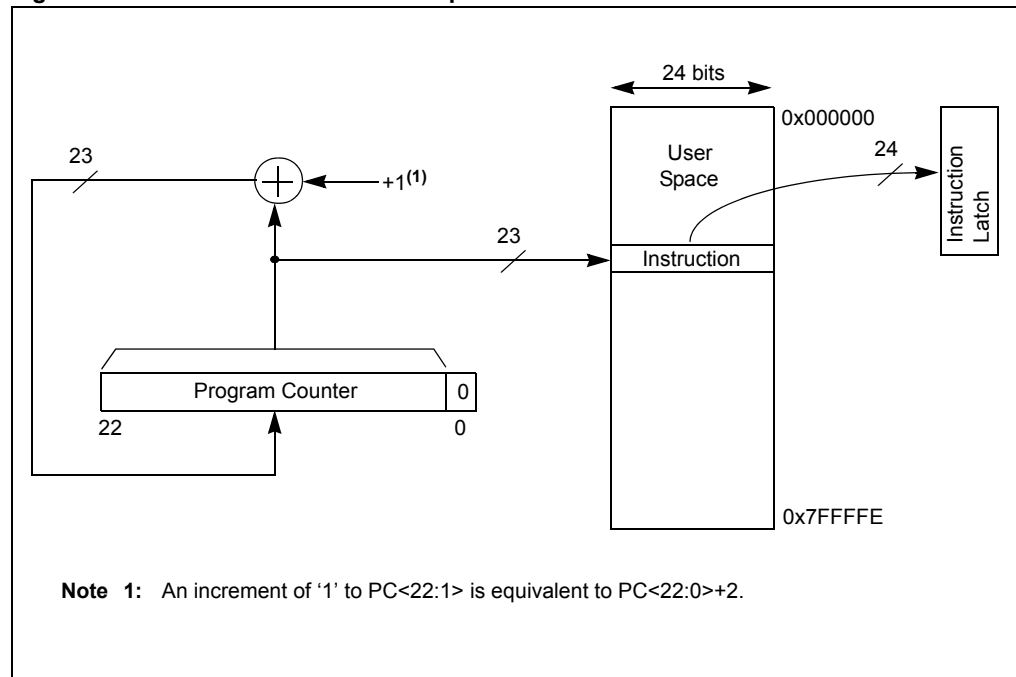 24 bits
0x000000
23
+1(1)
User
Space
24
Instruction
Latch
23
Instruction
Program Counter
0
22
0
0x7FFFFE
Note 1: An increment of ‘1’ to PC<22:1> is equivalent to PC<22:0>+2.